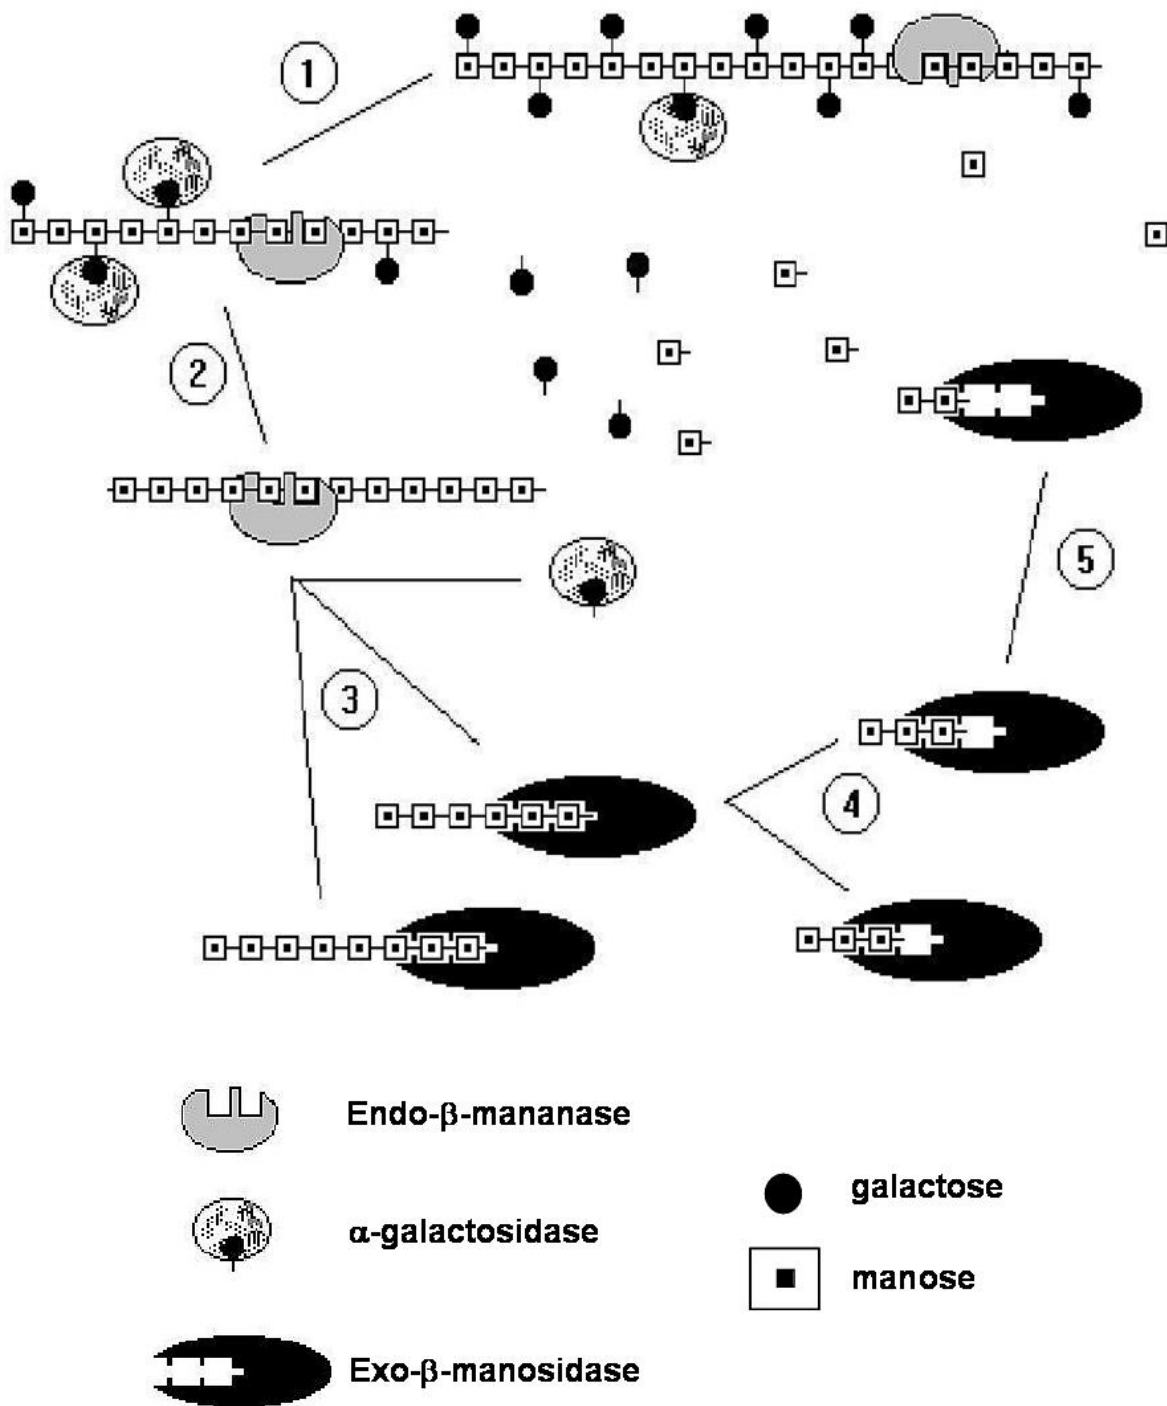 1
2
5
3
4
Endo-β-mananase
galactose
α-galactosidase
manose
Exo-β-manosidase